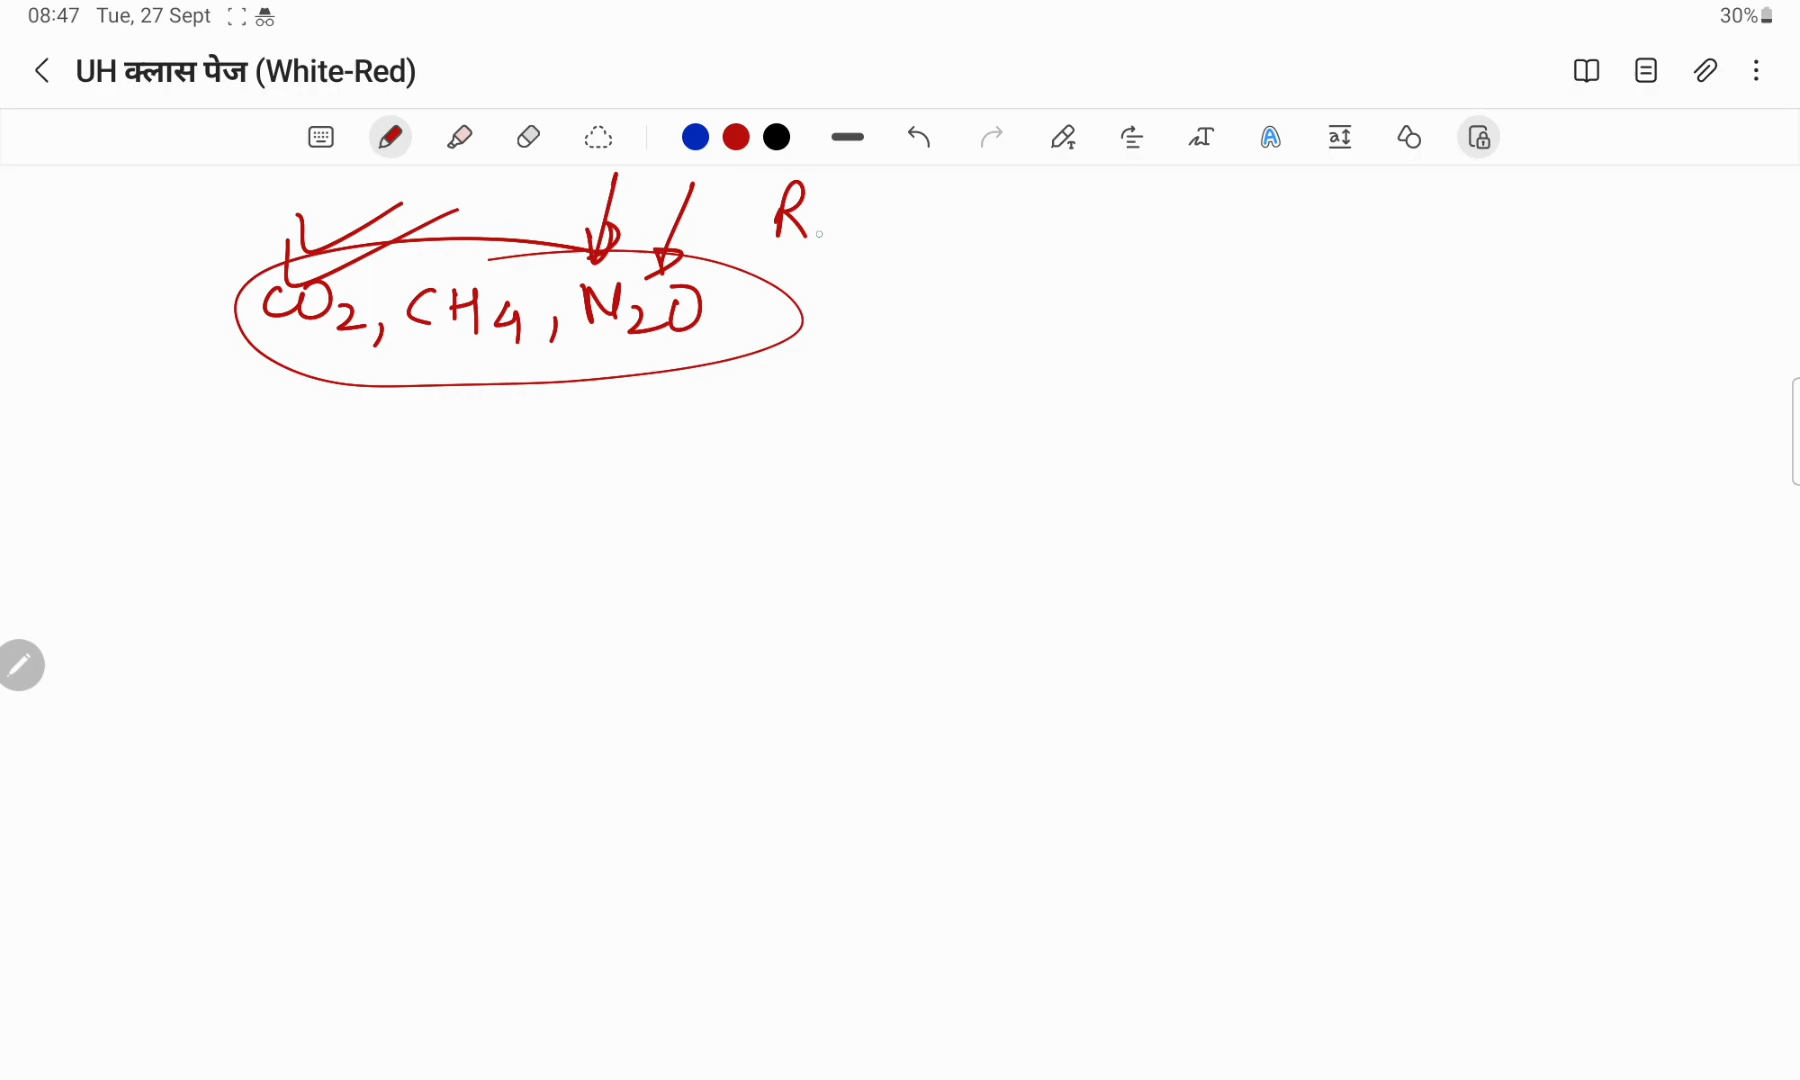 08:47 Tue, 27 Sept 30%
UH क्लास पेज (White-Red)
R
CO2, CH4, N2O